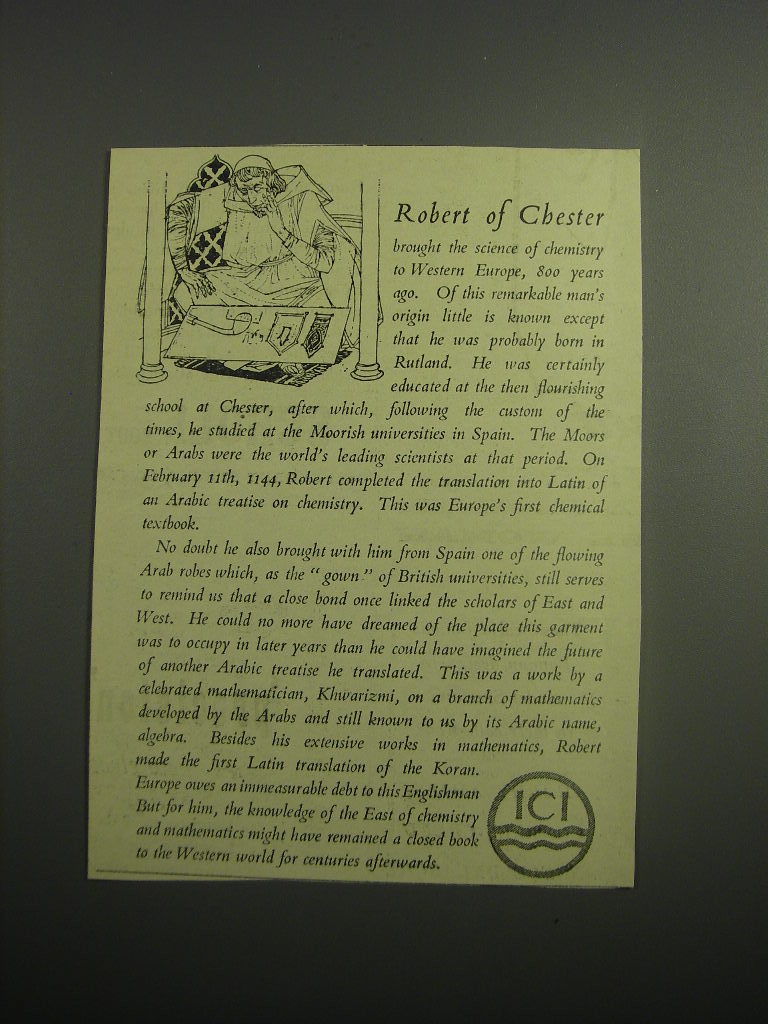 Robert of Chester
brought the science of chemistry
to Western Europe, 800 years
ago. Of this remarkable man's
origin little is known except
that he was probably born in
Rutland. He was certainly
educated at the then flourishing
school at Chester, after which, following the custom of the
times, he studied at the Moorish universities in Spain. The Moors
or Arabs were the world's leading scientists at that period. On
February 11th, 1144, Robert completed the translation into Latin of
an Arabic treatise on chemistry. This was Europe's first chemical
textbook.
No doubt he also brought with him from Spain one of the flowing
Arab robes which, as the "gown" of British universities, still serves
to remind us that a close bond once linked the scholars of East and
West. He could no more have dreamed of the place this garment
was to occupy in later years than he could have imagined the future
of another Arabic treatise he translated. This was a work by a
celebrated mathematician, Khwarizmi, on a branch of mathematics
developed by the Arabs and still known to us by its Arabic name,
algebra. Besides his extensive works in mathematics, Robert
made the first Latin translation of the Koran.
Europe owes an immeasurable debt to this Englishman
But for him, the knowledge of the East of chemistry
and mathematics might have remained a closed book
to the Western world for centuries afterwards.
ICI